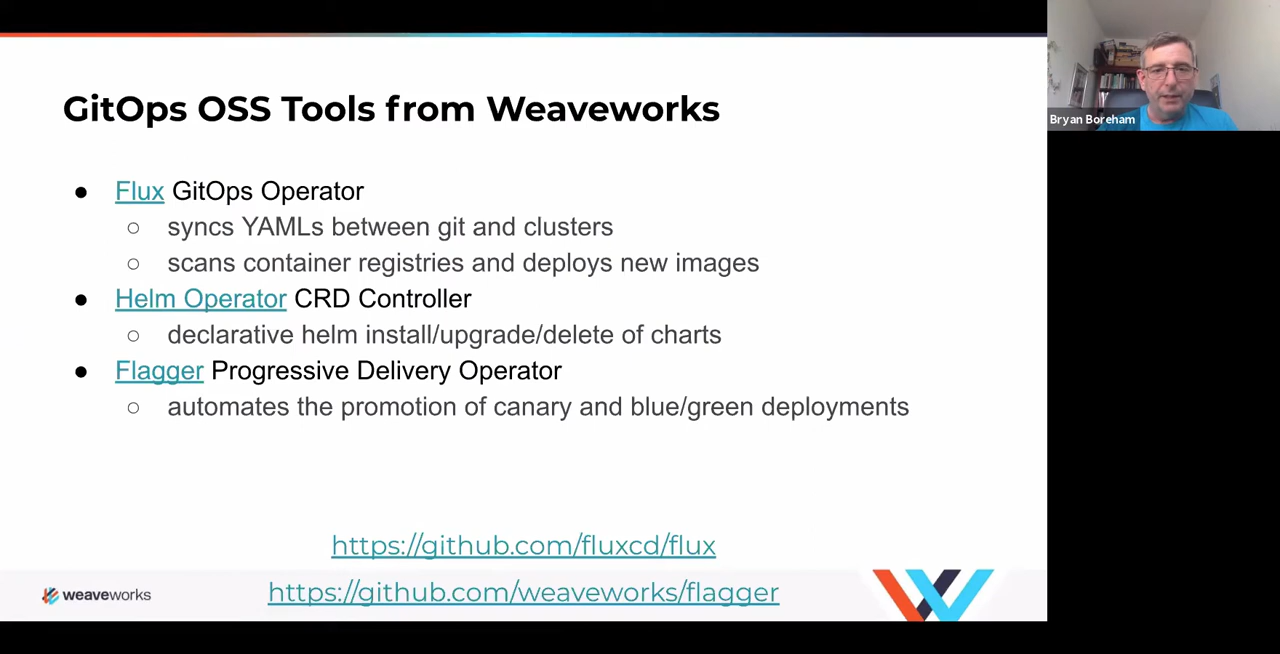 GitOps OSS Tools from Weaveworks
Bryan Boreham
● Flux GitOps Operator
○ syncs YAMLs between git and clusters
○ scans container registries and deploys new images
● Helm Operator CRD Controller
○ declarative helm install/upgrade/delete of charts
● Flagger Progressive Delivery Operator
○ automates the promotion of canary and blue/green deployments
https://github.com/fluxcd/flux
weaveworks
https://github.com/weaveworks/flagger